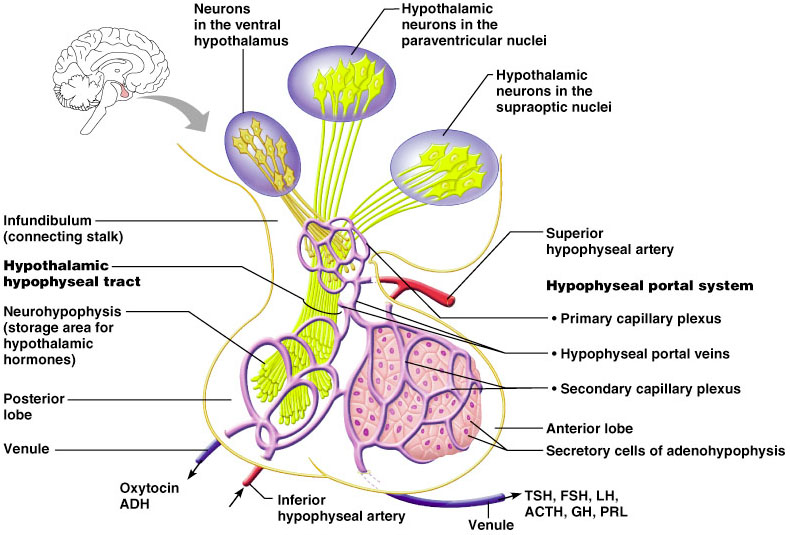 Neurons
in the ventral
hypothalamus
Hypothalamic
neurons in the
paraventricular nuclei
Hypothalamic
neurons in the
supraoptic nuclei
Infundibulum
(connecting stalk)
Superior
hypophyseal artery
Hypothalamic
hypophyseal tract
Hypophyseal portal system
Neurohypophysis
(storage area for
hypothalamic
hormones)
• Primary capillary plexus
• Hypophyseal portal veins
• Secondary capillary plexus
Posterior
lobe
Anterior lobe
Venule
Secretory cells of adenohypophysis
Oxytocin
ADH
Inferior
hypophyseal artery
TSH, FSH, LH,
ACTH, GH, PRL
Venule